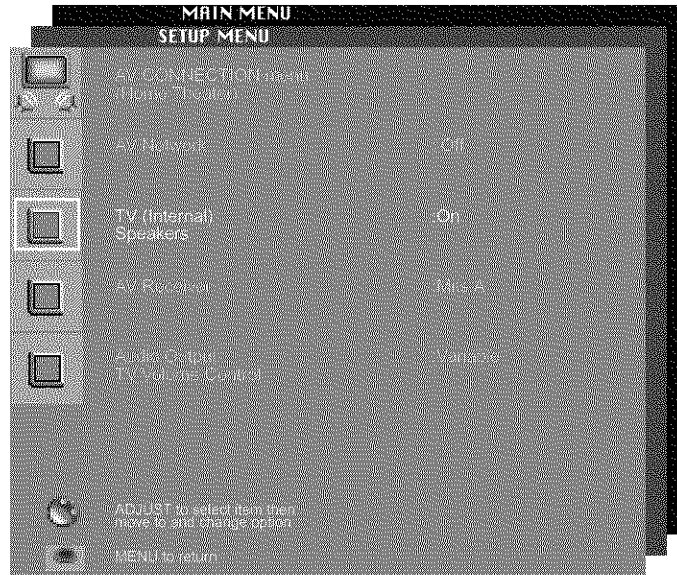 MAIN MENU
SETUP MENU
AV CONNECTION menu
(Home Theater)
AV Network Off
TV (Internal) On
Speakers
AV Receiver Mits A
Audio Output Variable
TV Volume Control
ADJUST to select item then
move to and change option
MENU to return